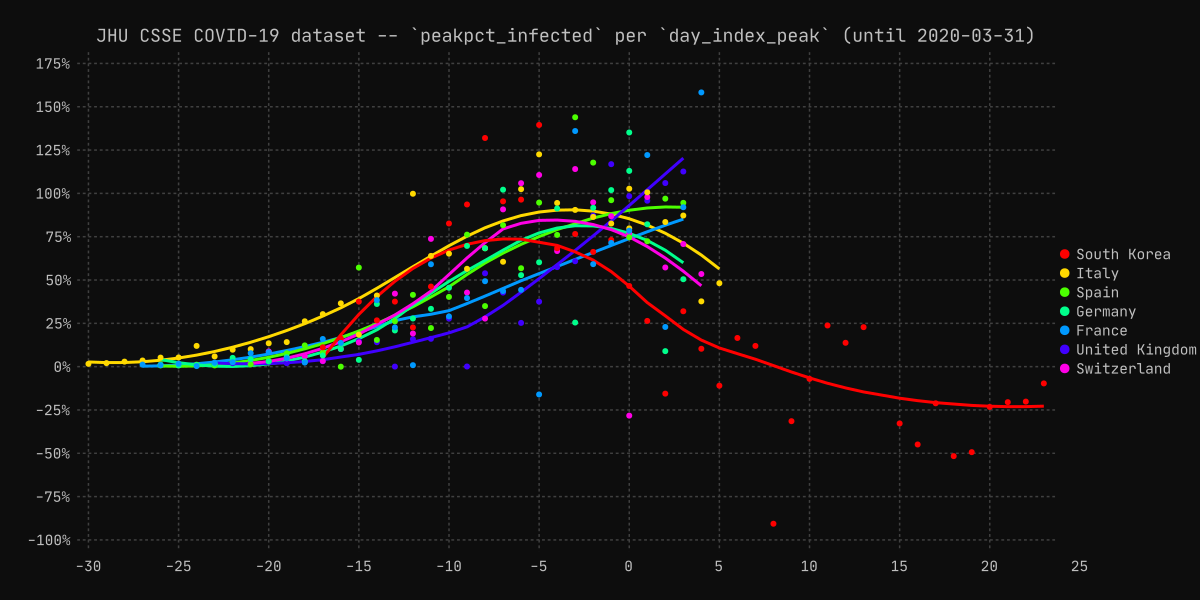 JHU CSSE COVID-19 dataset -- `peakpct_infected` per `day_index_peak` (until 2020-03-31)
175%
150%
125%
100%
75%
50%
25%
0%
-25%
-50%
-75%
-100%
-30 -25 -20 -15 -10 -5 0 5 10 15 20 25
South Korea
Italy
Spain
Germany
France
United Kingdom
Switzerland